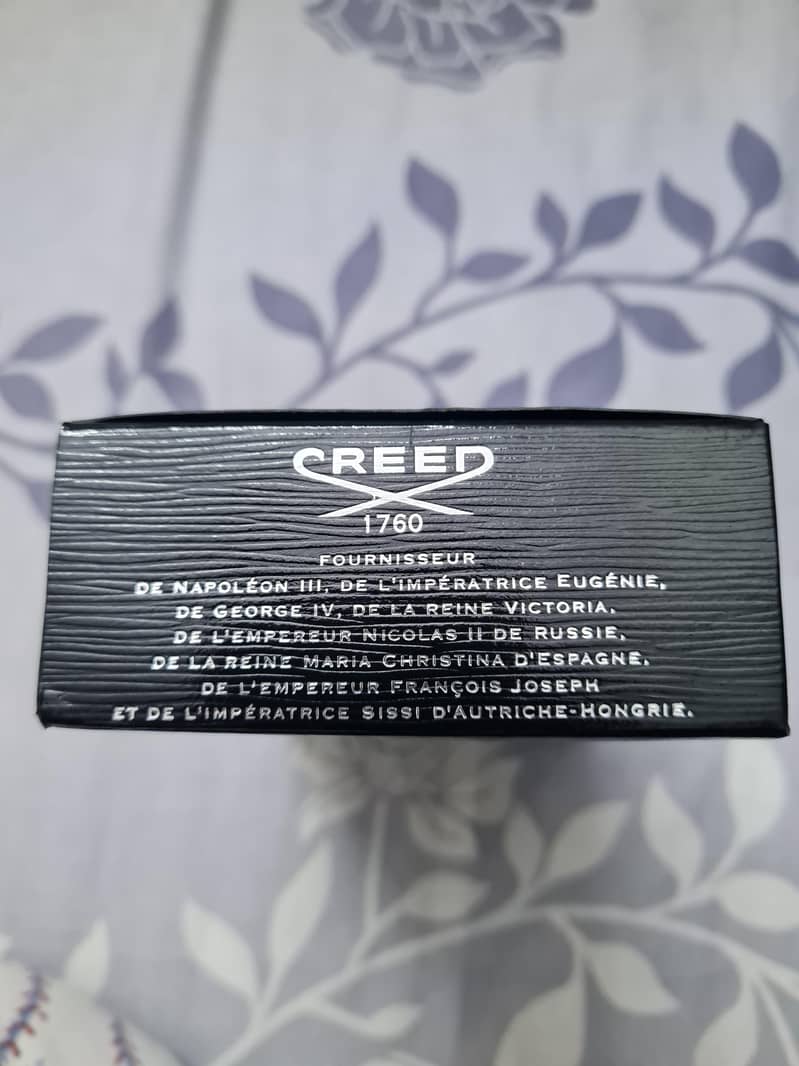 CREED
1760
FOURNISSEUR
DE NAPOLÉON III, DE L'IMPÉRATRICE EUGÉNIE,
DE GEORGE IV, DE LA REINE VICTORIA,
DE L'EMPEREUR NICOLAS II DE RUSSIE,
DE LA REINE MARIA CHRISTINA D'ESPAGNE,
DE L'EMPEREUR FRANÇOIS JOSEPH
ET DE L'IMPÉRATRICE SISSI D'AUTRICHE-HONGRIE.